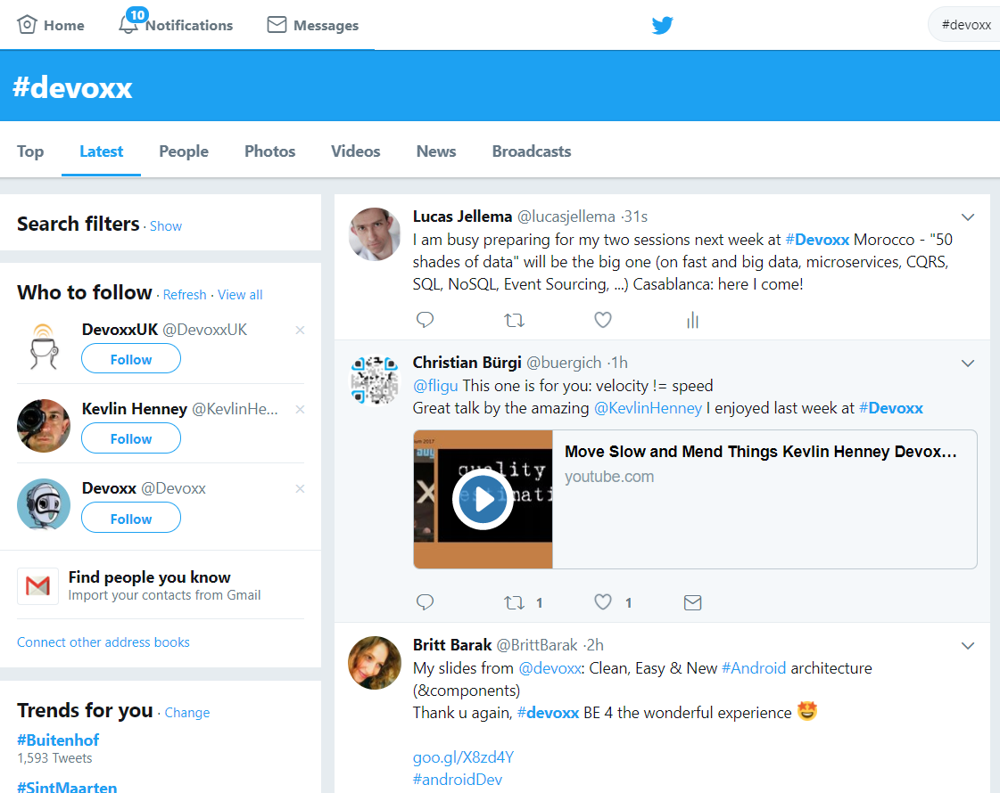 Home
10
Notifications
Messages
#devoxx
#devoxx
Top
Latest
People
Photos
Videos
News
Broadcasts
Search filters · Show
Who to follow · Refresh · View all
DevoxxUK @DevoxxUK
Follow
Kevlin Henney @KevlinHe...
Follow
Devoxx @Devoxx
Follow
Find people you know
Import your contacts from Gmail
Connect other address books
Trends for you · Change
#Buitenhof
1,593 Tweets
#SintMaarten
Lucas Jellema @lucasjellema ·31s
I am busy preparing for my two sessions next week at #Devoxx Morocco - "50
shades of data" will be the big one (on fast and big data, microservices, CQRS,
SQL, NoSQL, Event Sourcing, ...) Casablanca: here I come!
Christian Bürgi @buergich ·1h
@fligu This one is for you: velocity != speed
Great talk by the amazing @KevlinHenney I enjoyed last week at #Devoxx
2017
quality
estimati
Move Slow and Mend Things Kevlin Henney Devox...
youtube.com
1
1
Britt Barak @BrittBarak ·2h
My slides from @devoxx: Clean, Easy & New #Android architecture
(&components)
Thank u again, #devoxx BE 4 the wonderful experience 🤩
goo.gl/X8zd4Y
#androidDev